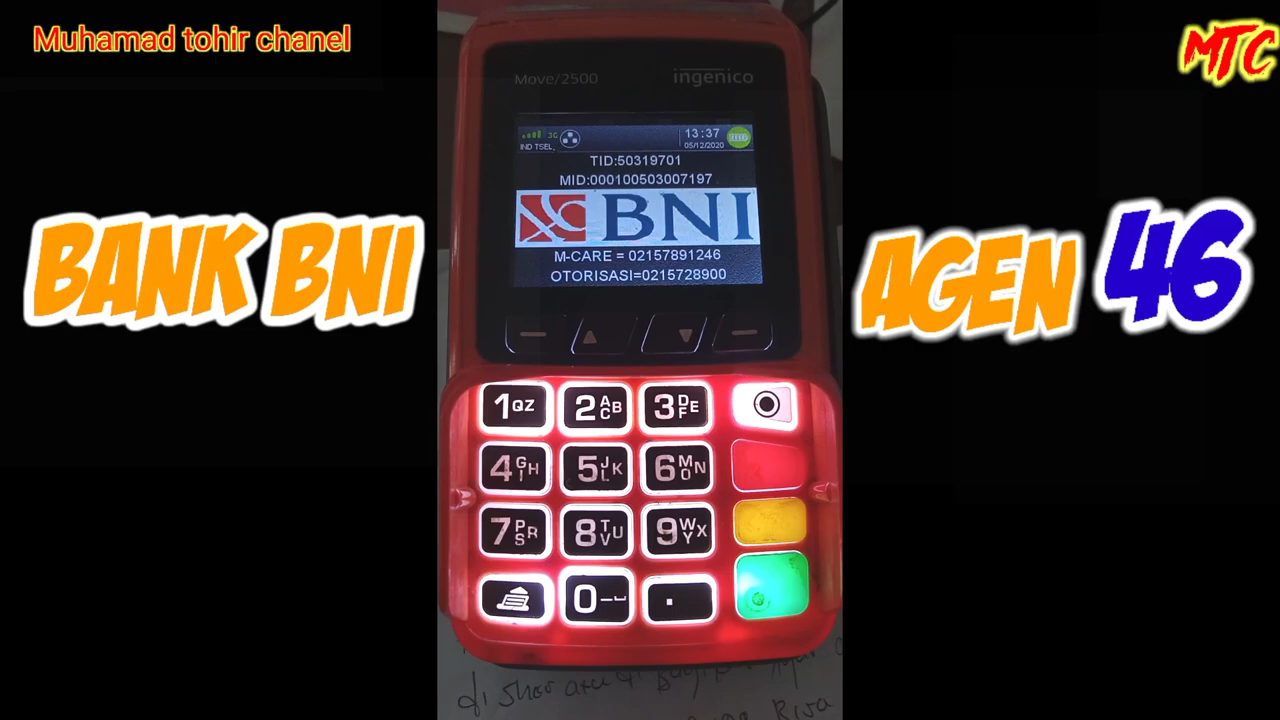 Muhamad tohir chanel
MTC
BANK BNI
AGEN 46
Move/2500
ingenico
3G
IND TSEL
13:37
05/12/2020
TID:50319701
MID:000100503007197
BNI
M-CARE = 02157891246
OTORISASI=0215728900
1 QZ
2 ABC
3 DEF
4 GHI
5 JKL
6 MNO
7 PRS
8 TUV
9 WXY
0
.